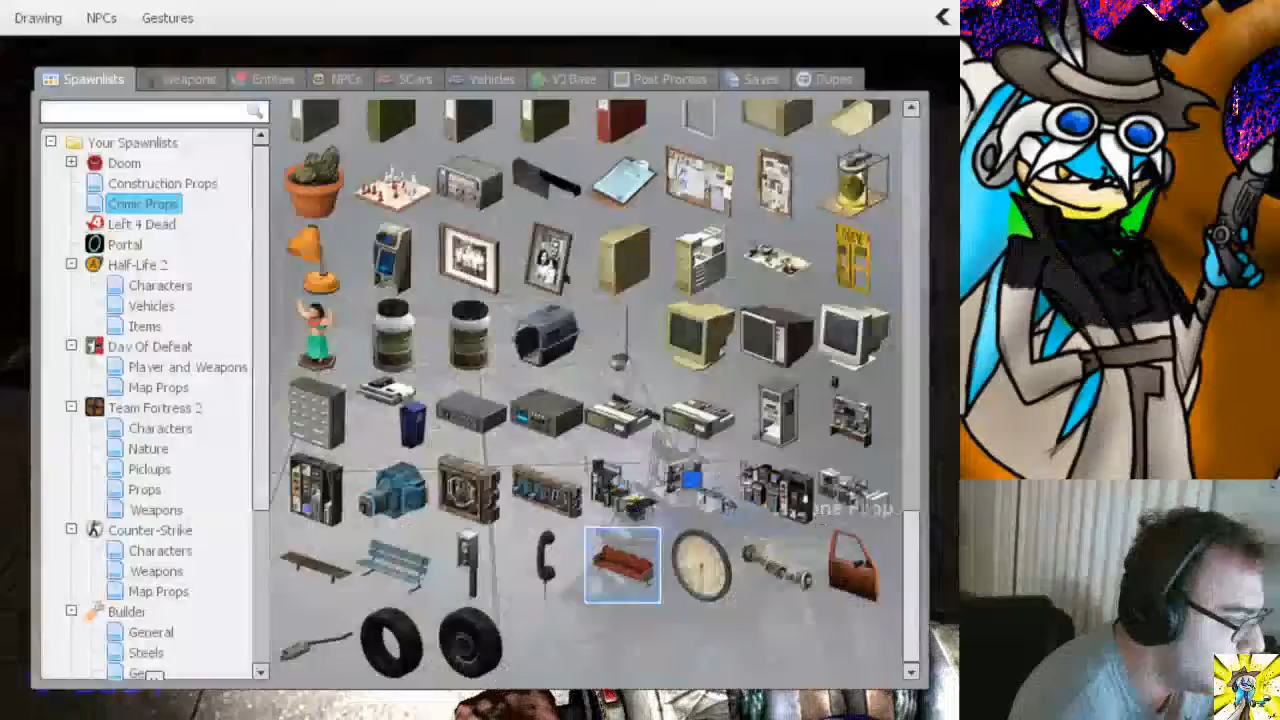 Drawing NPCs Gestures
Spawnlists Weapons Entities NPCs SCars Vehicles Post Process Saves Dupes
Your Spawnlists
Doom
Construction Props
Comic Props
Left 4 Dead
Portal
Half-Life 2
Characters
Vehicles
Items
Day Of Defeat
Player and Weapons
Map Props
Team Fortress 2
Characters
Nature
Pickups
Props
Weapons
Counter-Strike
Characters
Weapons
Map Props
Builder
General
Steels